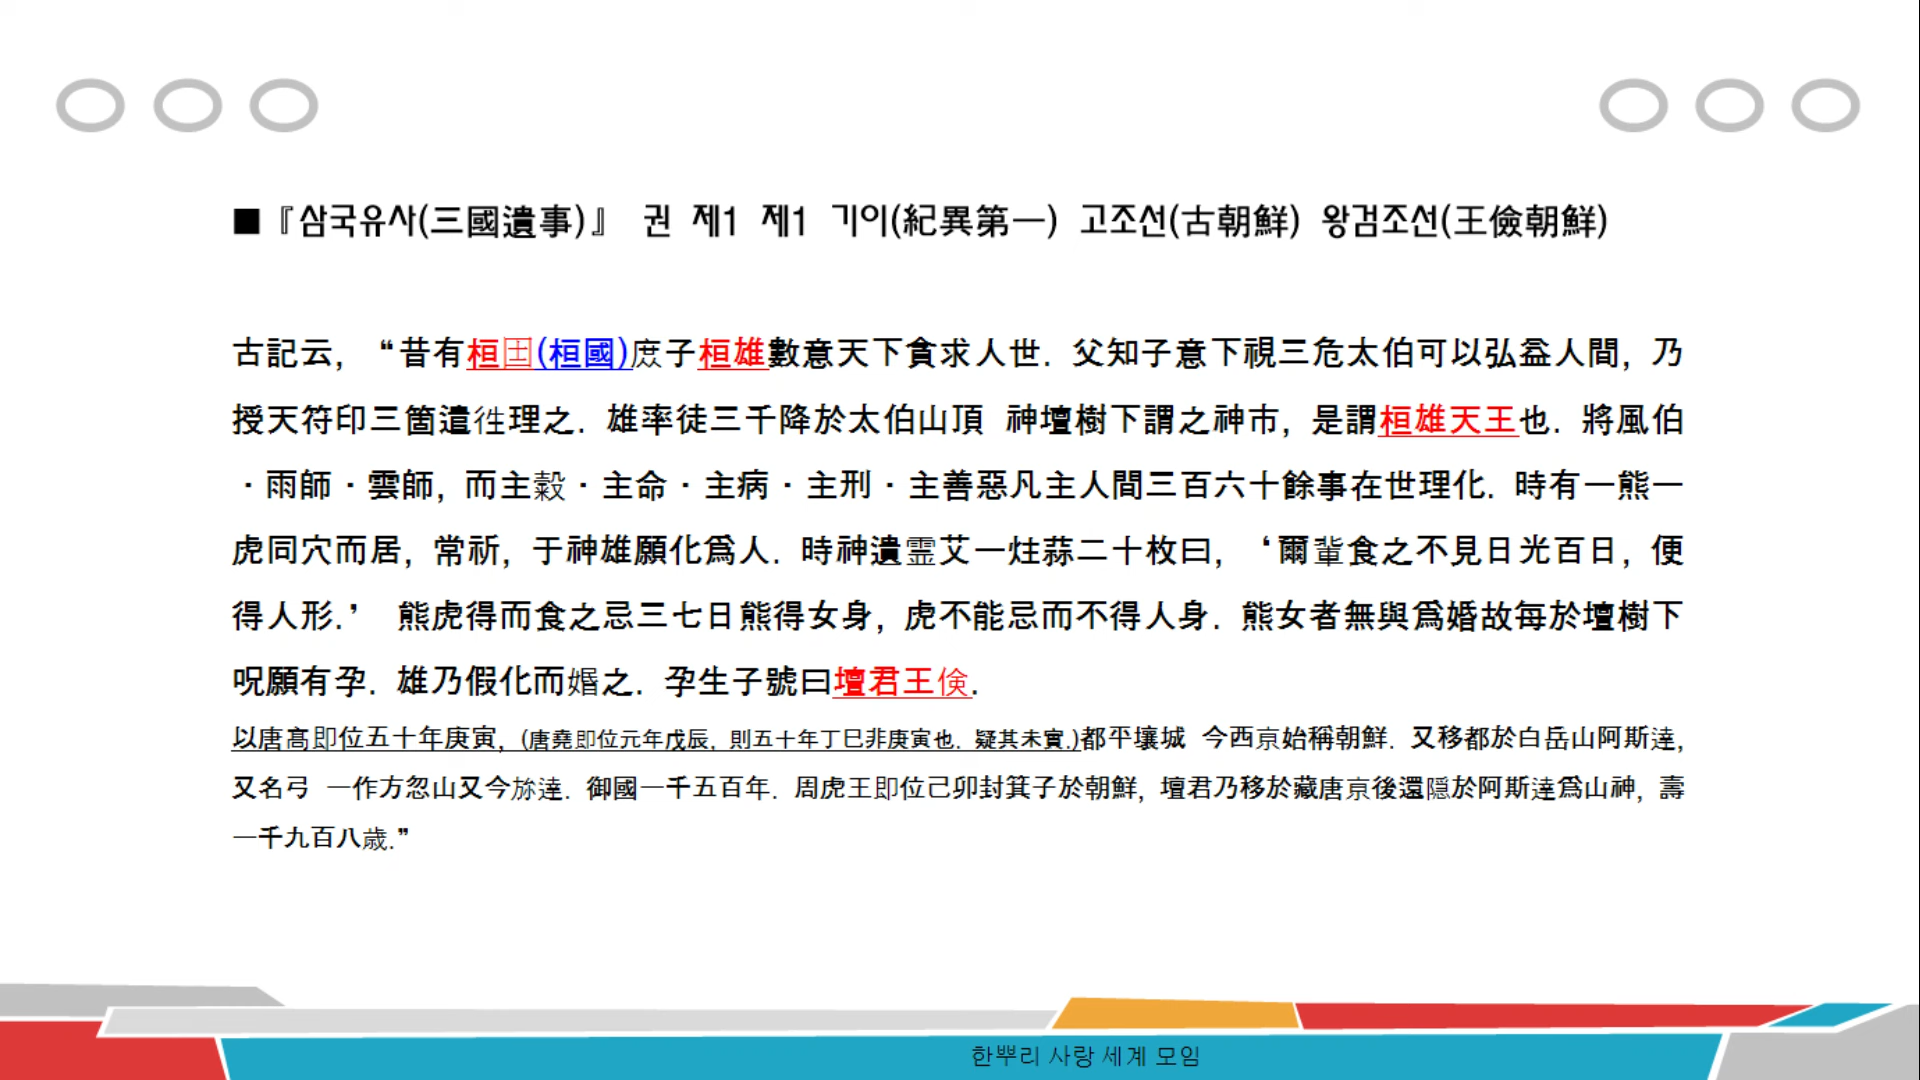 ■『삼국유사(三國遺事)』 권 제1 제1 기이(紀異第一) 고조선(古朝鮮) 왕검조선(王儉朝鮮)
古記云, “昔有桓囯(桓國)庶子桓雄數意天下貪求人世. 父知子意下視三危太伯可以弘益人間, 乃
授天符印三箇遣徃理之. 雄率徒三千降於太伯山頂 神壇樹下謂之神市, 是謂桓雄天王也. 將風伯
·雨師·雲師, 而主糓·主命·主病·主刑·主善惡凡主人間三百六十餘事在世理化. 時有一熊一
虎同穴而居, 常祈, 于神雄願化爲人. 時神遺霊艾一炷蒜二十枚曰, ‘爾軰食之不見日光百日, 便
得人形.’ 熊虎得而食之忌三七日熊得女身, 虎不能忌而不得人身. 熊女者無與爲婚故每於壇樹下
呪願有孕. 雄乃假化而㛰之. 孕生子號曰壇君王倹.
以唐髙即位五十年庚寅, (唐堯即位元年戊辰, 則五十年丁巳非庚寅也. 疑其未實.)都平壤城 今西亰始稱朝鮮. 又移都於白岳山阿斯逹,
又名弓 一作方忽山又今旀逹. 御國一千五百年. 周虎王即位己卯封箕子於朝鮮, 壇君乃移於藏唐亰後還隠於阿斯逹爲山神, 壽
一千九百八歳.”
한뿌리 사랑 세계 모임